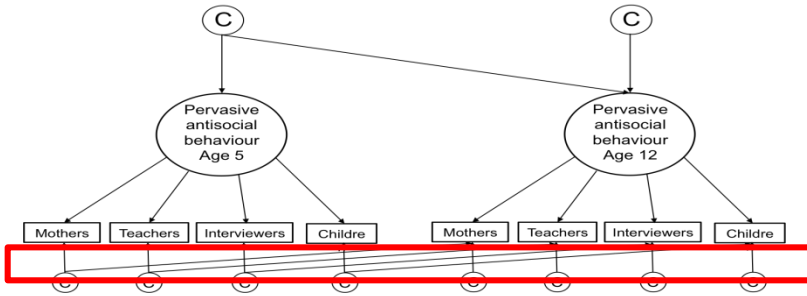 C
C
Pervasive
antisocial
behaviour
Age 5
Pervasive
antisocial
behaviour
Age 12
Mothers
Teachers
Interviewers
Childre
Mothers
Teachers
Interviewers
Childre
C
C
C
C
C
C
C
C